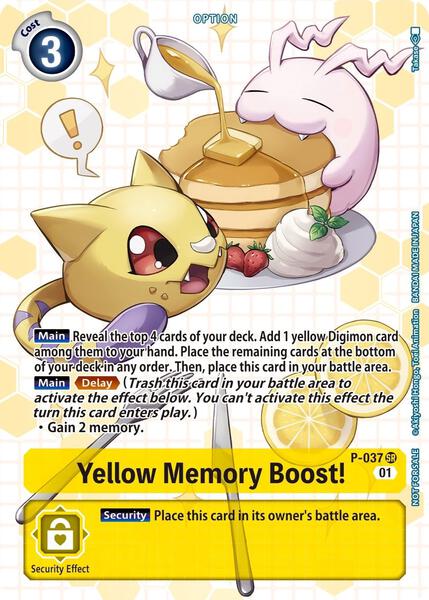 OPTION
Cost
3
Takase
!
BANDAI MADE IN JAPAN
©Akiyoshi Hongo, Toei Animation
NOT FOR SALE
Main Reveal the top 4 cards of your deck. Add 1 yellow Digimon card
among them to your hand. Place the remaining cards at the bottom
of your deck in any order. Then, place this card in your battle area.
Main Delay (Trash this card in your battle area to
activate the effect below. You can't activate this effect the
turn this card enters play.)
• Gain 2 memory.
P-037 SR
01
Yellow Memory Boost!
Security Place this card in its owner's battle area.
Security Effect